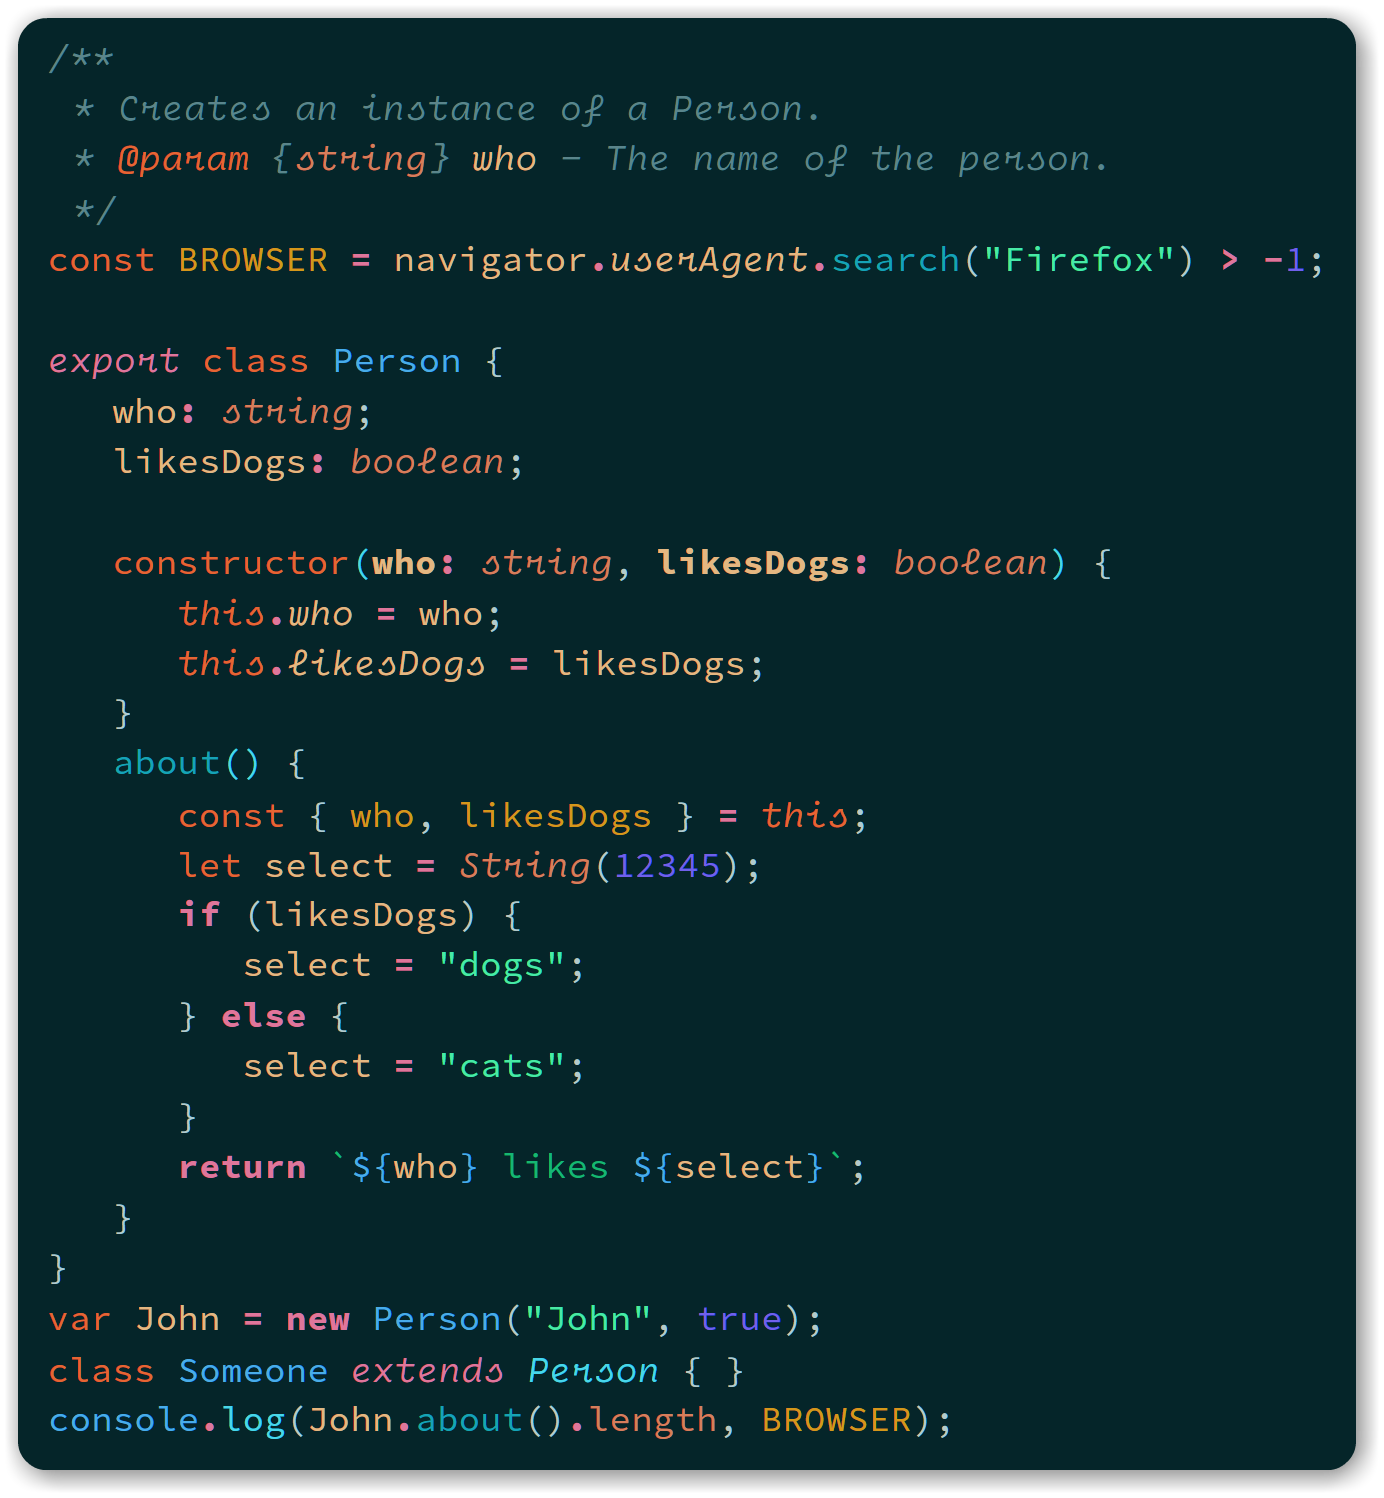 /**
 * Creates an instance of a Person.
 * @param {string} who - The name of the person.
 */
const BROWSER = navigator.userAgent.search("Firefox") > -1;

export class Person {
   who: string;
   likesDogs: boolean;

   constructor(who: string, likesDogs: boolean) {
      this.who = who;
      this.likesDogs = likesDogs;
   }
   about() {
      const { who, likesDogs } = this;
      let select = String(12345);
      if (likesDogs) {
         select = "dogs";
      } else {
         select = "cats";
      }
      return `${who} likes ${select}`;
   }
}
var John = new Person("John", true);
class Someone extends Person { }
console.log(John.about().length, BROWSER);